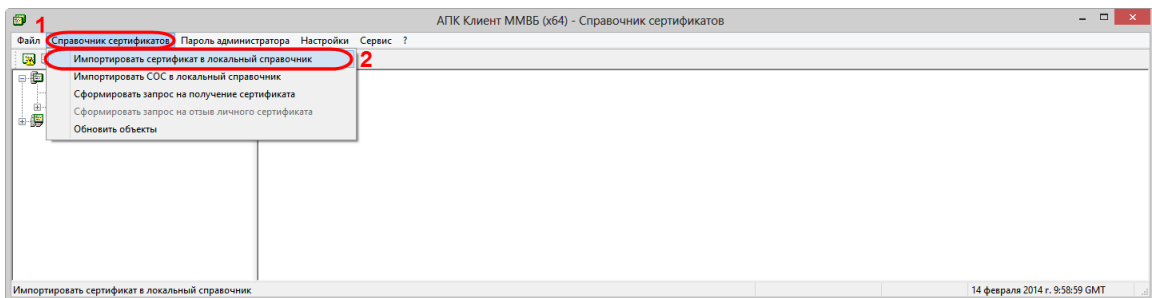 АПК Клиент ММВБ (x64) - Справочник сертификатов
1
Файл Справочник сертификатов Пароль администратора Настройки Сервис ?
Импортировать сертификат в локальный справочник 2
Импортировать СОС в локальный справочник
Сформировать запрос на получение сертификата
Сформировать запрос на отзыв личного сертификата
Обновить объекты
Импортировать сертификат в локальный справочник 14 февраля 2014 г. 9:58:59 GMT